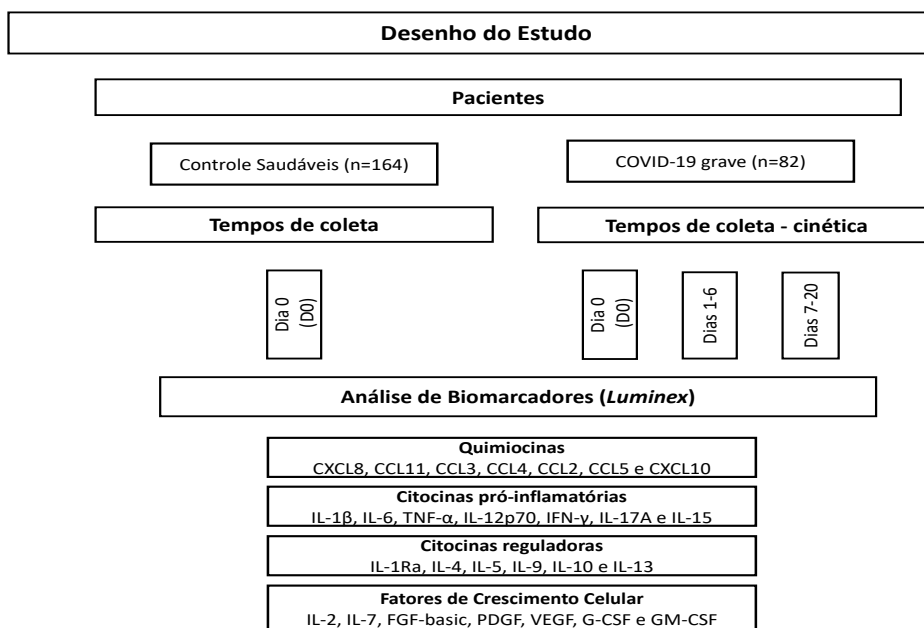 Desenho do Estudo
Pacientes
Controle Saudáveis (n=164)
COVID-19 grave (n=82)
Tempos de coleta
Tempos de coleta - cinética
Dia 0
(D0)
Dia 0
(D0)
Dias 1-6
Dias 7-20
Análise de Biomarcadores (Luminex)
Quimiocinas
CXCL8, CCL11, CCL3, CCL4, CCL2, CCL5 e CXCL10
Citocinas pró-inflamatórias
IL-1β, IL-6, TNF-α, IL-12p70, IFN-γ, IL-17A e IL-15
Citocinas reguladoras
IL-1Ra, IL-4, IL-5, IL-9, IL-10 e IL-13
Fatores de Crescimento Celular
IL-2, IL-7, FGF-basic, PDGF, VEGF, G-CSF e GM-CSF